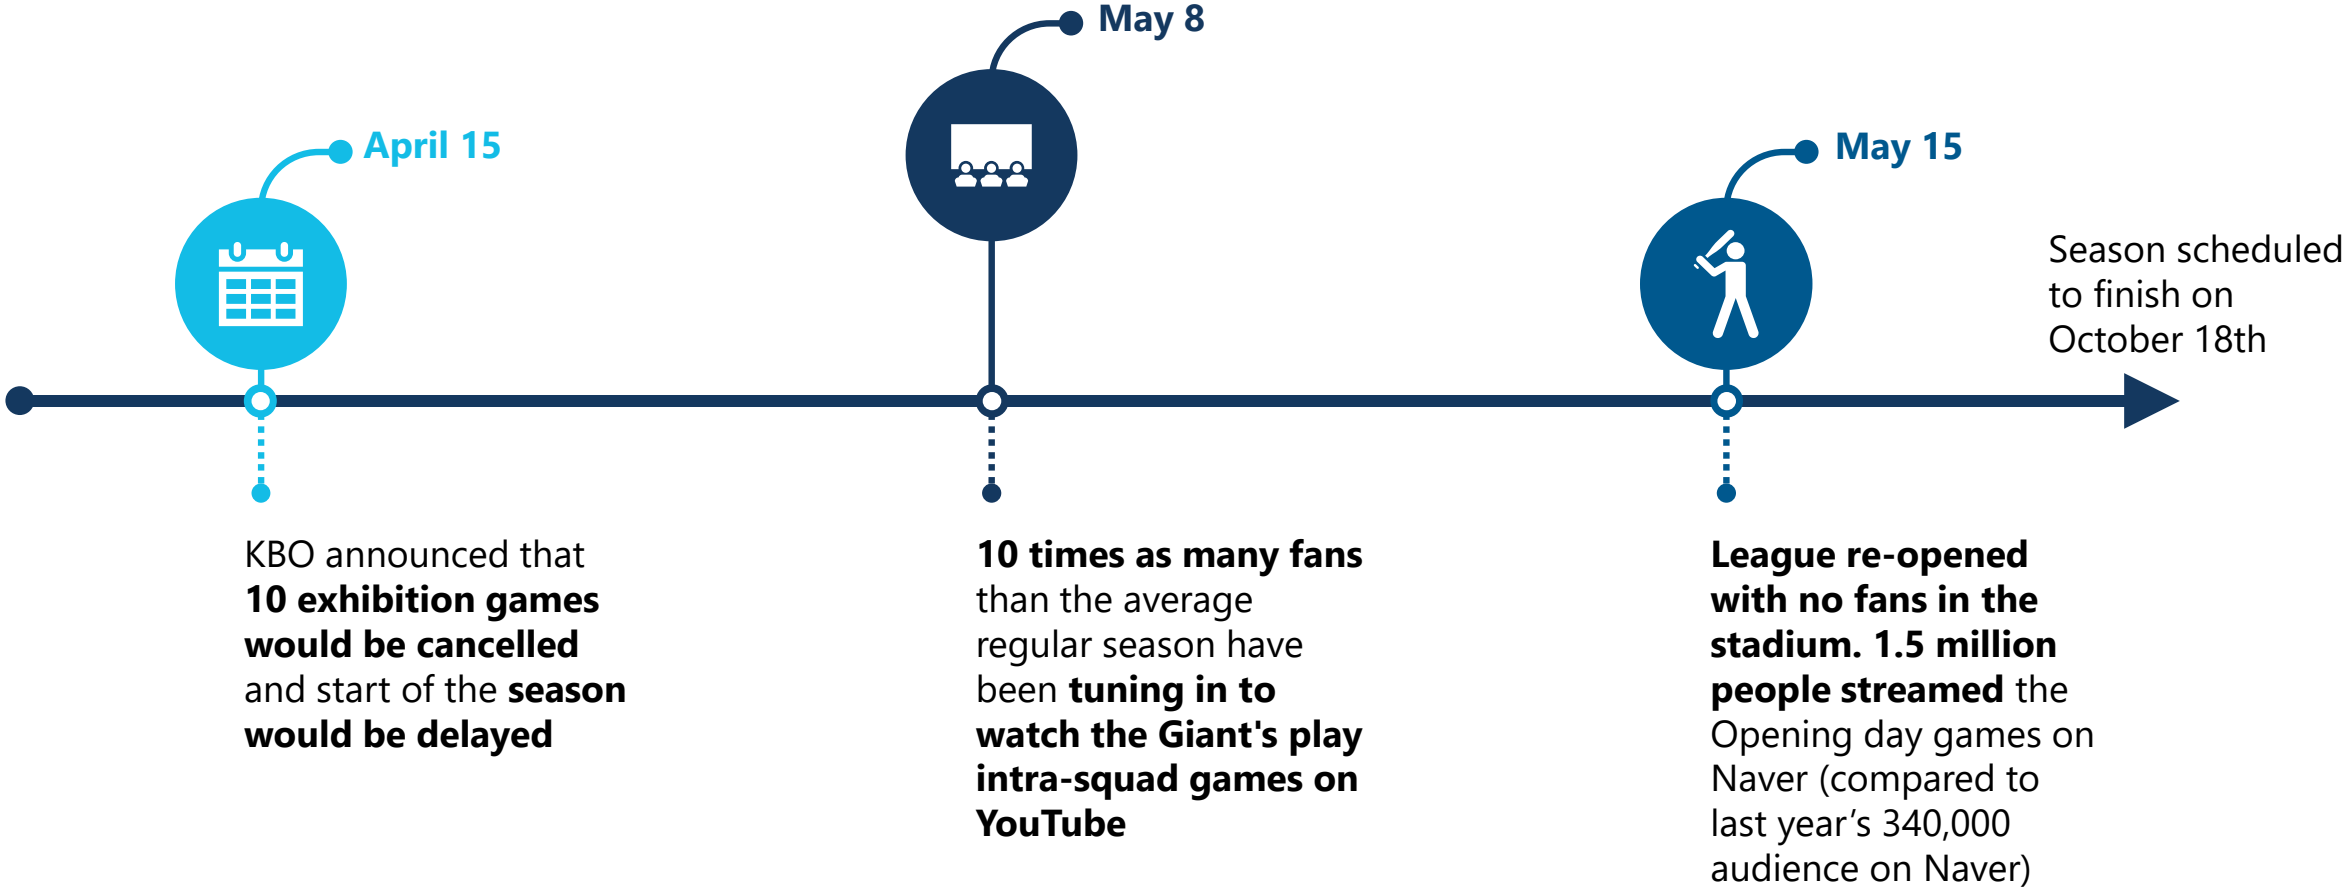 May 8
April 15
May 15
Season scheduled
to finish on
October 18th
KBO announced that
10 exhibition games
would be cancelled
and start of the season
would be delayed
10 times as many fans
than the average
regular season have
been tuning in to
watch the Giant's play
intra-squad games on
YouTube
League re-opened
with no fans in the
stadium. 1.5 million
people streamed the
Opening day games on
Naver (compared to
last year’s 340,000
audience on Naver)